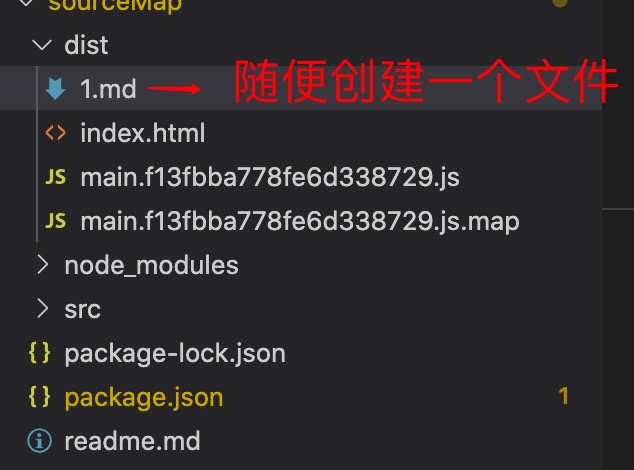 sourceMap
dist
1.md 随便创建一个文件
index.html
JS main.f13fbba778fe6d338729.js
JS main.f13fbba778fe6d338729.js.map
node_modules
src
{} package-lock.json
{} package.json 1
readme.md